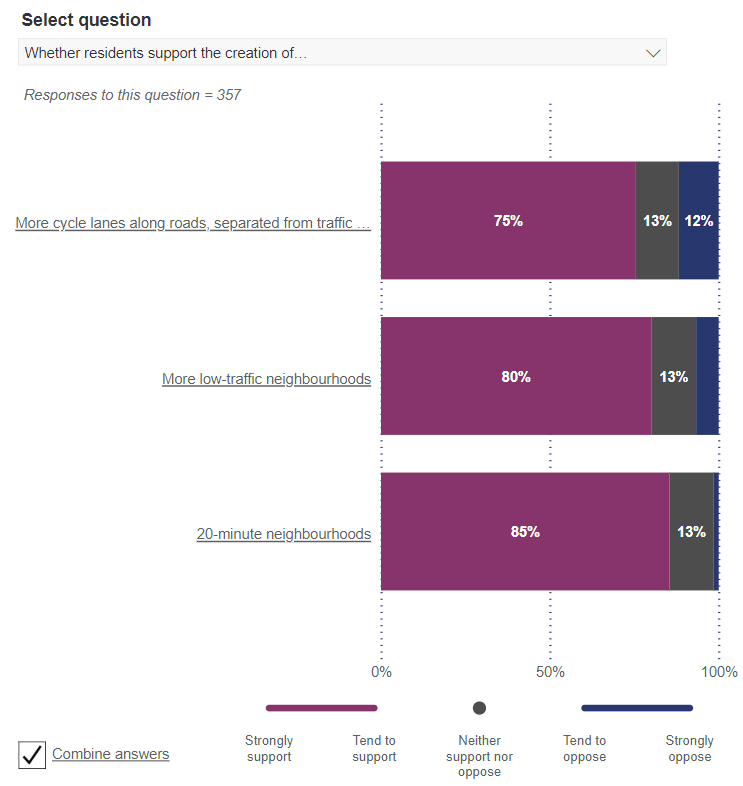 Select question
Whether residents support the creation of…
Responses to this question = 357
More cycle lanes along roads, separated from traffic …
75% 13% 12%
More low-traffic neighbourhoods
80% 13%
20-minute neighbourhoods
85% 13%
0% 50% 100%
Strongly support
Tend to support
Neither support nor oppose
Tend to oppose
Strongly oppose
Combine answers